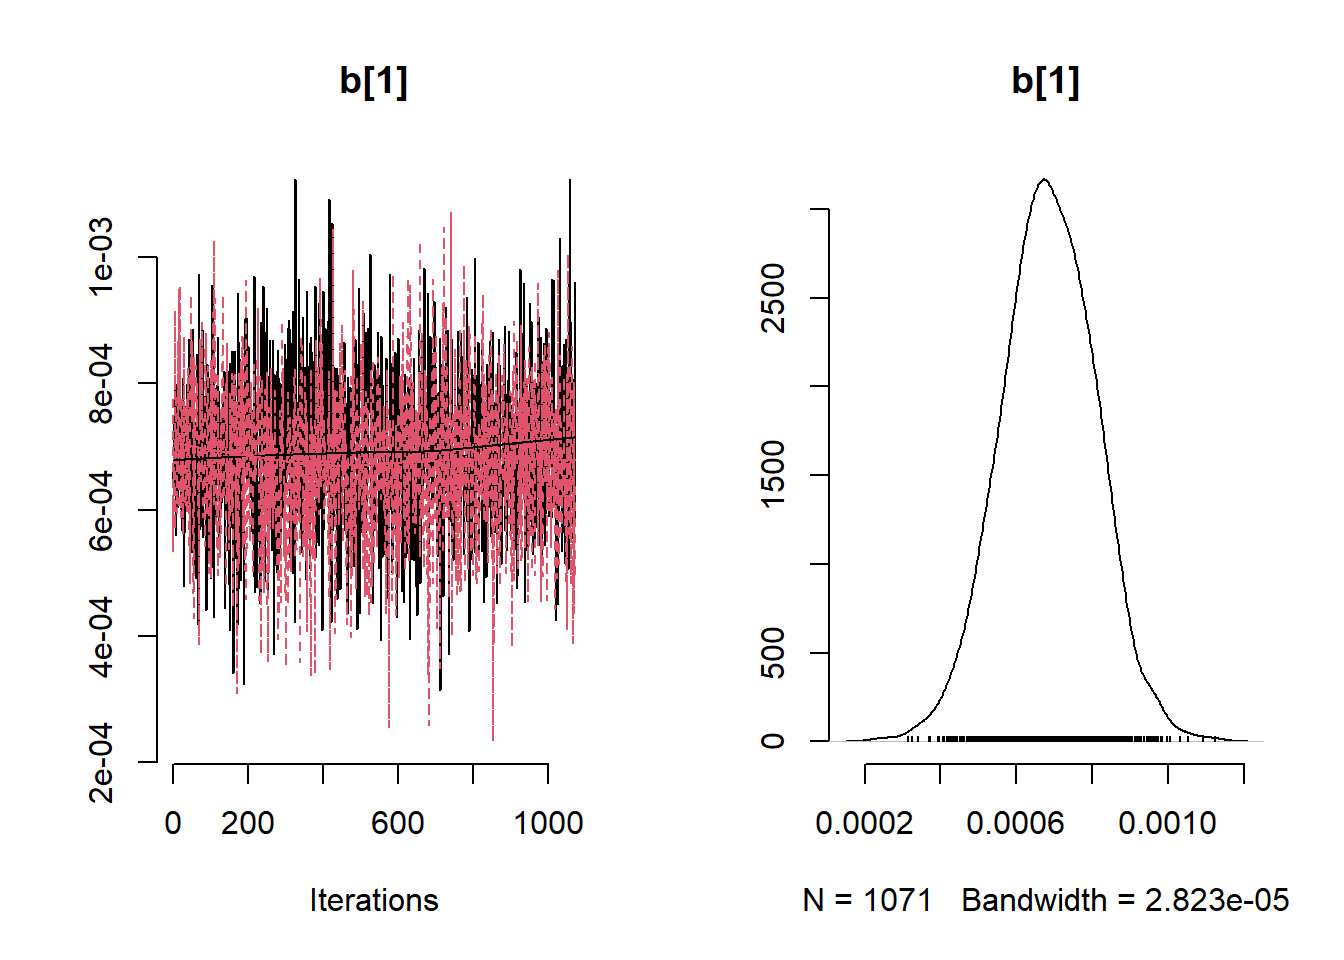 b[1]
1e-03
8e-04
6e-04
4e-04
2e-04
0 200 600 1000
Iterations
b[1]
2500
1500
500
0
0.0002 0.0006 0.0010
N = 1071 Bandwidth = 2.823e-05